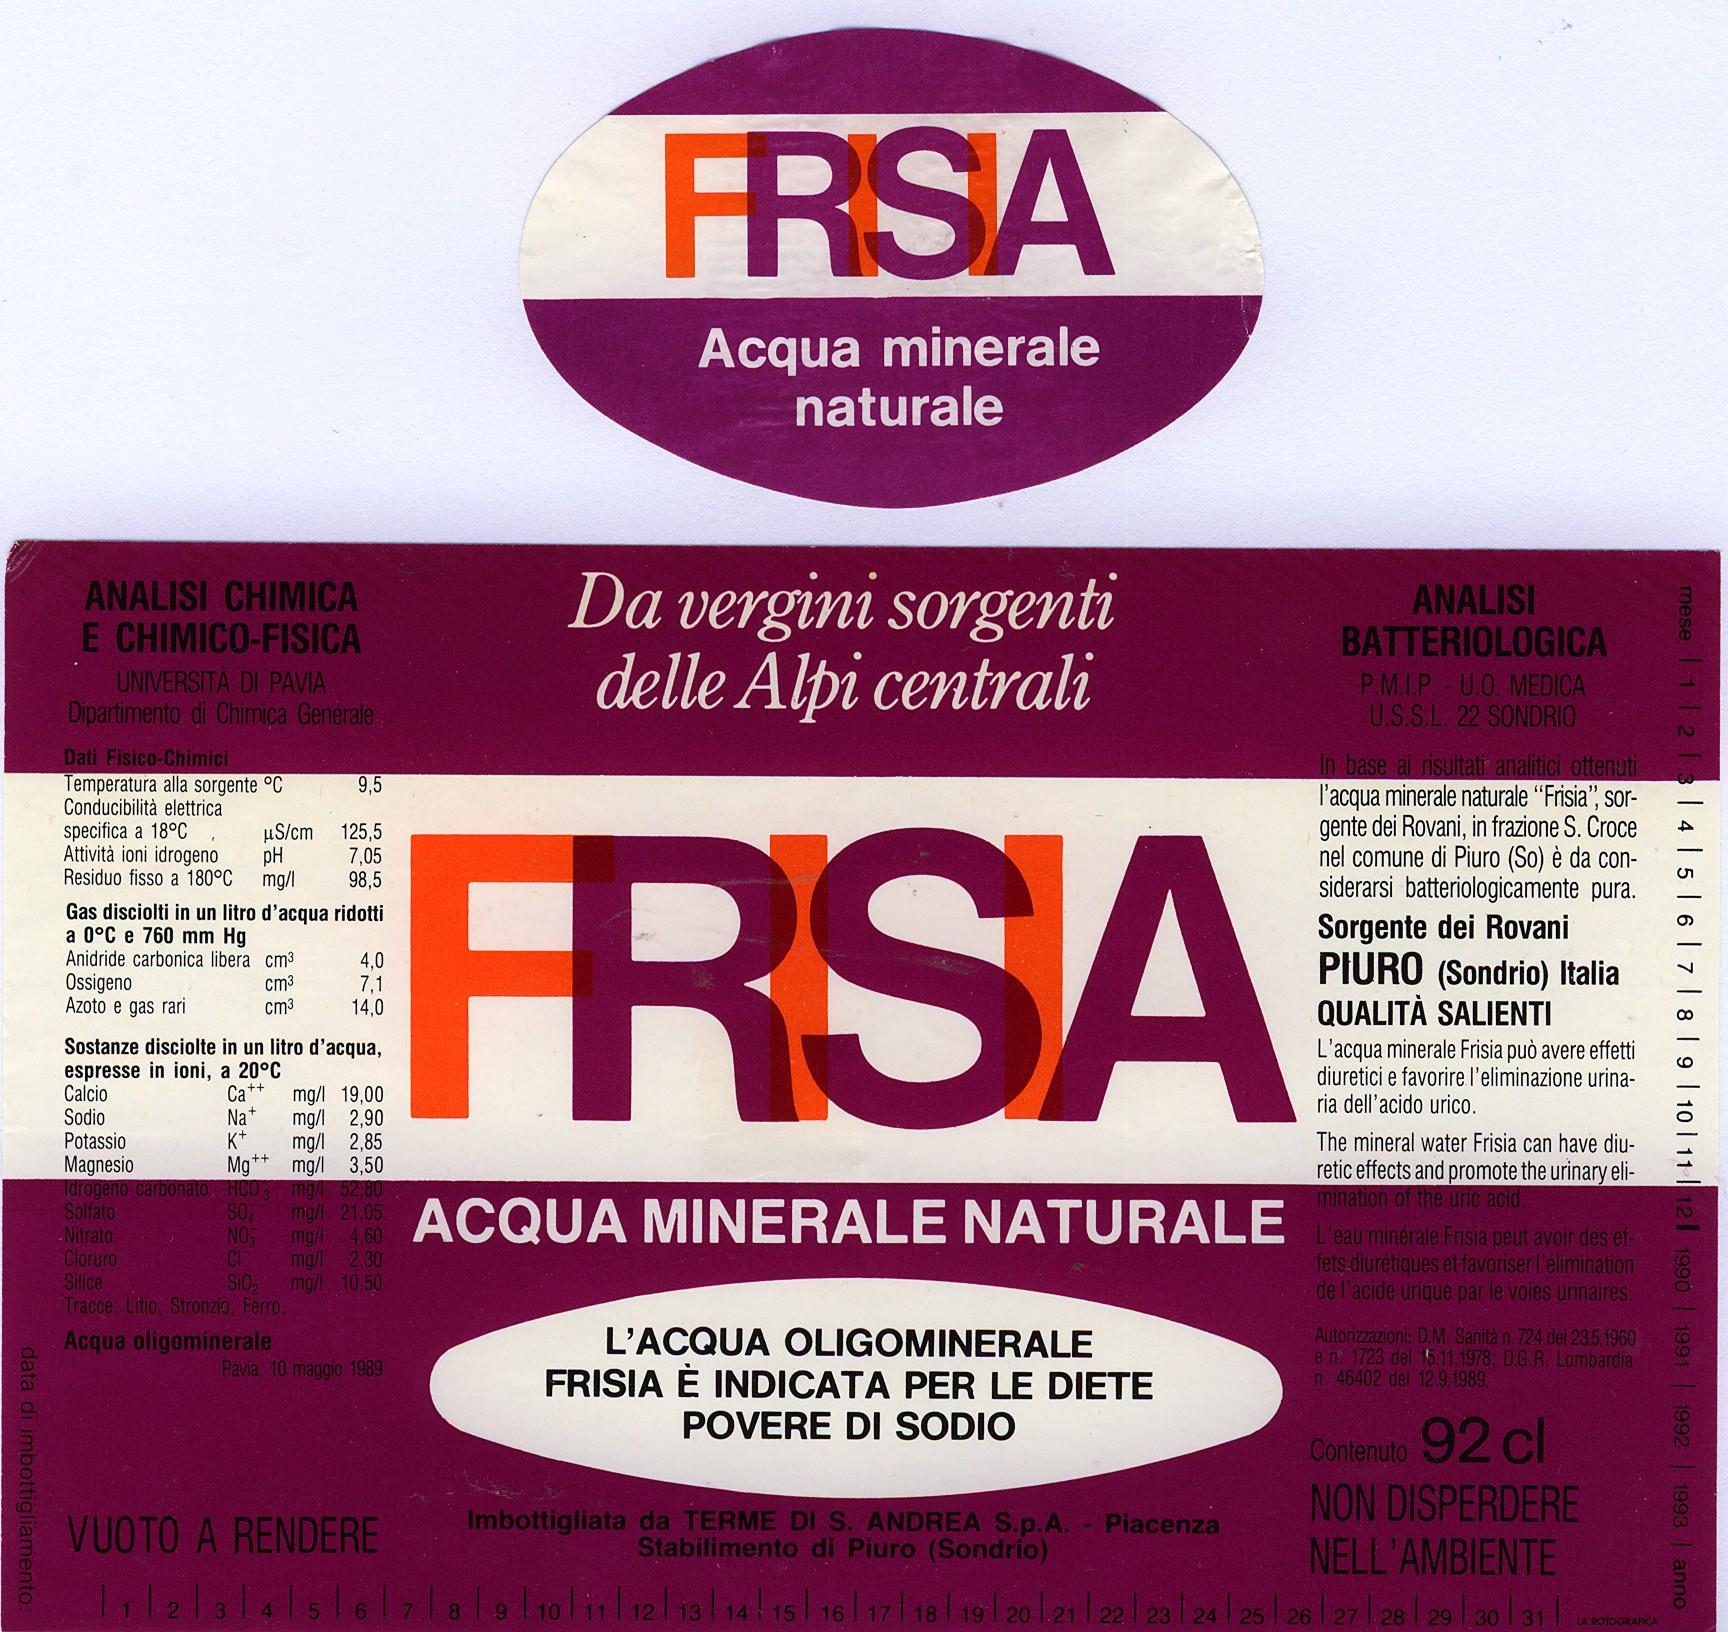 FRISIA
Acqua minerale
naturale
ANALISI CHIMICA
E CHIMICO-FISICA
UNIVERSITÀ DI PAVIA
Dipartimento di Chimica Generale
Dati Fisico-Chimici
Temperatura alla sorgente °C 9,5
Conducibilità elettrica
specifica a 18°C µS/cm 125,5
Attività ioni idrogeno pH 7,05
Residuo fisso a 180°C mg/l 98,5
Gas disciolti in un litro d'acqua ridotti
a 0°C e 760 mm Hg
Anidride carbonica libera cm³ 4,0
Ossigeno cm³ 7,1
Azoto e gas rari cm³ 14,0
Sostanze disciolte in un litro d'acqua,
espresse in ioni, a 20°C
Calcio Ca⁺⁺ mg/l 19,00
Sodio Na⁺ mg/l 2,90
Potassio K⁺ mg/l 2,85
Magnesio Mg⁺⁺ mg/l 3,50
Idrogeno carbonato HCO₃⁻ mg/l 52,80
Solfato SO₄⁻⁻ mg/l 21,05
Nitrato NO₃⁻ mg/l 4,60
Cloruro Cl⁻ mg/l 2,30
Silice SiO₂ mg/l 10,50
Tracce: Litio, Stronzio, Ferro.
Acqua oligominerale
Pavia, 10 maggio 1989
VUOTO A RENDERE
Da vergini sorgenti
delle Alpi centrali
FRISIA
ACQUA MINERALE NATURALE
L'ACQUA OLIGOMINERALE
FRISIA È INDICATA PER LE DIETE
POVERE DI SODIO
Imbottigliata da TERME DI S. ANDREA S.p.A. - Piacenza
Stabilimento di Piuro (Sondrio)
ANALISI
BATTERIOLOGICA
P.M.I.P. - U.O. MEDICA
U.S.S.L. 22 SONDRIO
In base ai risultati analitici ottenuti
l'acqua minerale naturale "Frisia", sor-
gente dei Rovani, in frazione S. Croce
nel comune di Piuro (So) è da con-
siderarsi batteriologicamente pura.
Sorgente dei Rovani
PIURO (Sondrio) Italia
QUALITÀ SALIENTI
L'acqua minerale Frisia può avere effetti
diuretici e favorire l'eliminazione urina-
ria dell'acido urico.
The mineral water Frisia can have diu-
retic effects and promote the urinary eli-
mination of the uric acid.
L'eau minérale Frisia peut avoir des ef-
fets diurétiques et favoriser l'élimination
de l'acide urique par le voies urinaires.
Autorizzazioni: D.M. Sanità n. 724 del 23.5.1960
e n. 1723 del 15.11.1978; D.G.R. Lombardia
n. 46402 del 12.9.1989.
Contenuto 92 cl
NON DISPERDERE
NELL'AMBIENTE
mese | 1 | 2 | 3 | 4 | 5 | 6 | 7 | 8 | 9 | 10 | 11 | 12 | 1990 | 1991 | 1992 | 1993 | anno
data di imbottigliamento:
| 1 | 2 | 3 | 4 | 5 | 6 | 7 | 8 | 9 | 10 | 11 | 12 | 13 | 14 | 15 | 16 | 17 | 18 | 19 | 20 | 21 | 22 | 23 | 24 | 25 | 26 | 27 | 28 | 29 | 30 | 31 |
LA ROTOGRAFICA